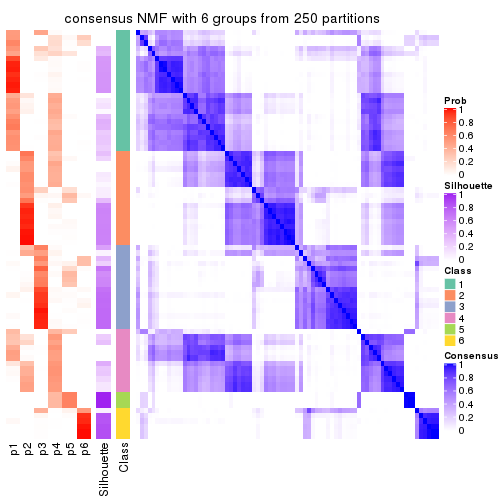 consensus NMF with 6 groups from 250 partitions
Prob
1
0.8
0.6
0.4
0.2
0
Silhouette
1
0.8
0.6
0.4
0.2
0
Class
1
2
3
4
5
6
Consensus
1
0.8
0.6
0.4
0.2
0
p1
p2
p3
p4
p5
p6
Silhouette
Class